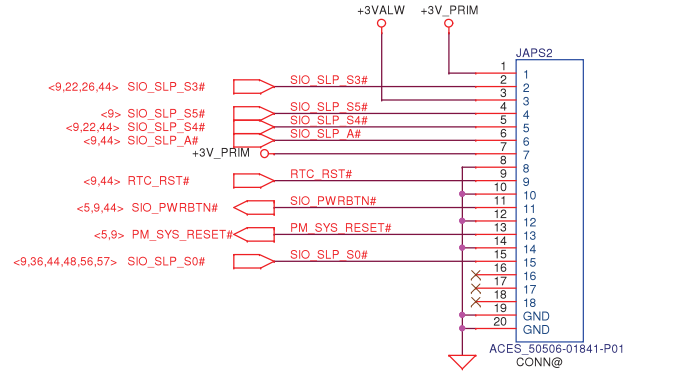 +3VALW +3V_PRIM
JAPS2
1 1
<9,22,26,44> SIO_SLP_S3# SIO_SLP_S3# 2 2
3 3
<9> SIO_SLP_S5# SIO_SLP_S5# 4 4
<9,22,44> SIO_SLP_S4# SIO_SLP_S4# 5 5
<9,44> SIO_SLP_A# SIO_SLP_A# 6 6
+3V_PRIM 7 7
8 8
<9,44> RTC_RST# RTC_RST# 9 9
10 10
<5,9,44> SIO_PWRBTN# SIO_PWRBTN# 11 11
12 12
<5,9> PM_SYS_RESET# PM_SYS_RESET# 13 13
14 14
<9,36,44,48,56,57> SIO_SLP_S0# SIO_SLP_S0# 15 15
16 16
17 17
18 18
19 GND
20 GND
ACES_50506-01841-P01
CONN@